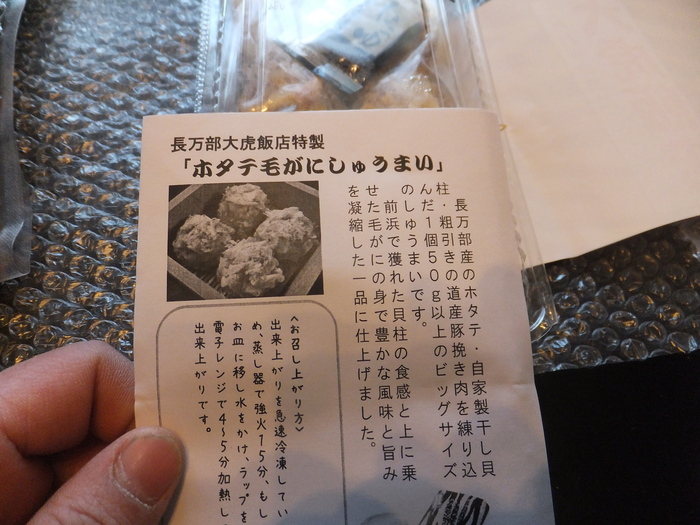 長万部大虎飯店特製
「ホタテ毛がにしゅうまい」
長万部産のホタテ・自家製干し貝
柱・粗引きの道産豚挽き肉を練り込
んだ、1個50g以上のビッグサイズ
のしゅうまいです。
前浜で獲れた貝柱の食感と上に乗
せた毛がにの身で豊かな風味と旨み
を凝縮した一品に仕上げました。
〈お召し上がり方〉
出来上がりを急速冷凍してい
め、蒸し器で強火15分、もし
お皿に移し水をかけ、ラップを
電子レンジで4~5分加熱し
出来上がりです。